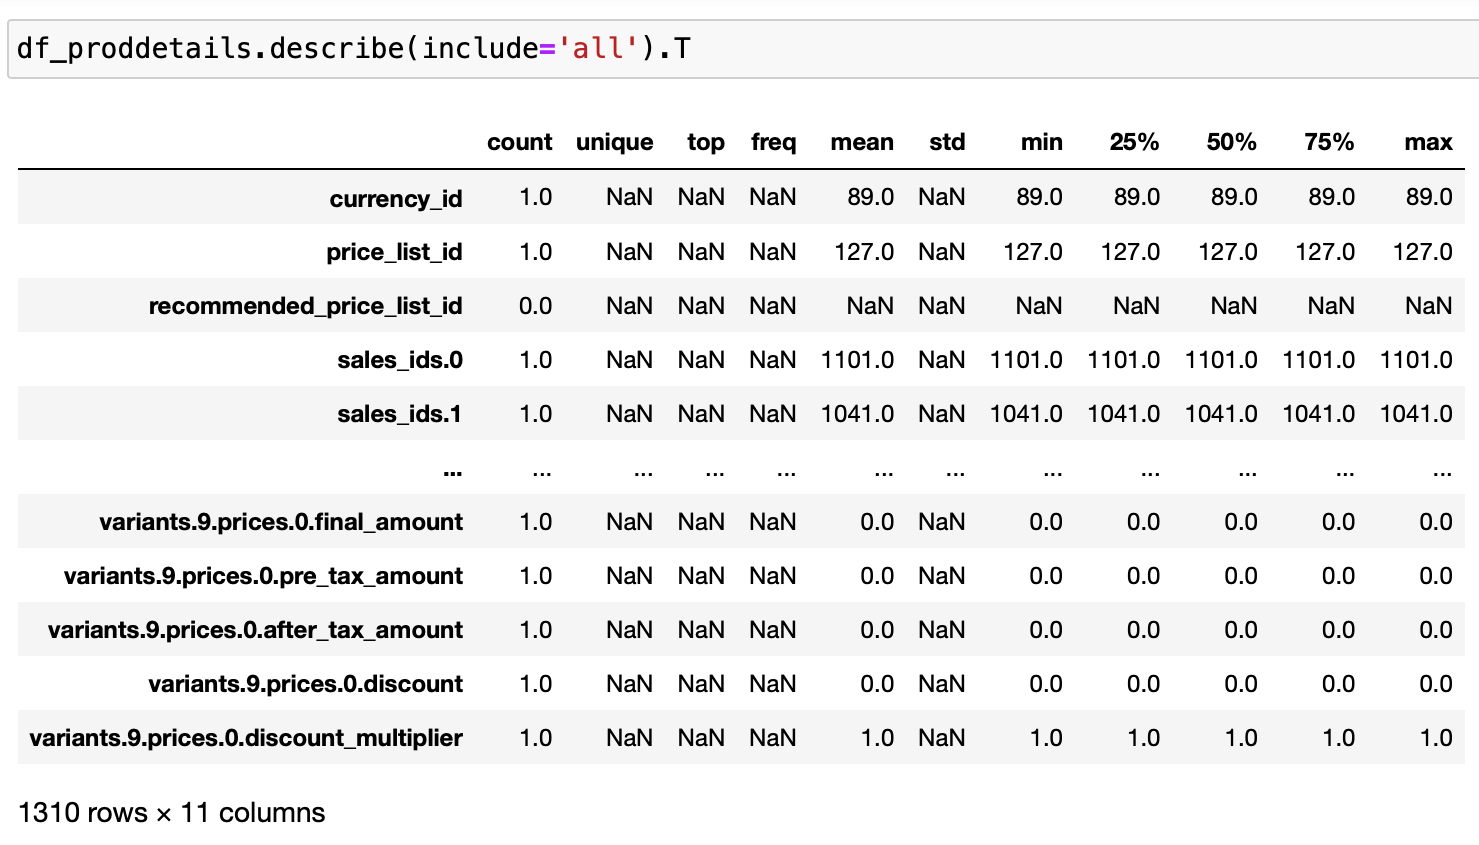 df_proddetails.describe(include='all').T
count unique top freq mean std min 25% 50% 75% max
currency_id 1.0 NaN NaN NaN 89.0 NaN 89.0 89.0 89.0 89.0 89.0
price_list_id 1.0 NaN NaN NaN 127.0 NaN 127.0 127.0 127.0 127.0 127.0
recommended_price_list_id 0.0 NaN NaN NaN NaN NaN NaN NaN NaN NaN NaN
sales_ids.0 1.0 NaN NaN NaN 1101.0 NaN 1101.0 1101.0 1101.0 1101.0 1101.0
sales_ids.1 1.0 NaN NaN NaN 1041.0 NaN 1041.0 1041.0 1041.0 1041.0 1041.0
... ... ... ... ... ... ... ... ... ... ... ...
variants.9.prices.0.final_amount 1.0 NaN NaN NaN 0.0 NaN 0.0 0.0 0.0 0.0 0.0
variants.9.prices.0.pre_tax_amount 1.0 NaN NaN NaN 0.0 NaN 0.0 0.0 0.0 0.0 0.0
variants.9.prices.0.after_tax_amount 1.0 NaN NaN NaN 0.0 NaN 0.0 0.0 0.0 0.0 0.0
variants.9.prices.0.discount 1.0 NaN NaN NaN 0.0 NaN 0.0 0.0 0.0 0.0 0.0
variants.9.prices.0.discount_multiplier 1.0 NaN NaN NaN 1.0 NaN 1.0 1.0 1.0 1.0 1.0
1310 rows × 11 columns